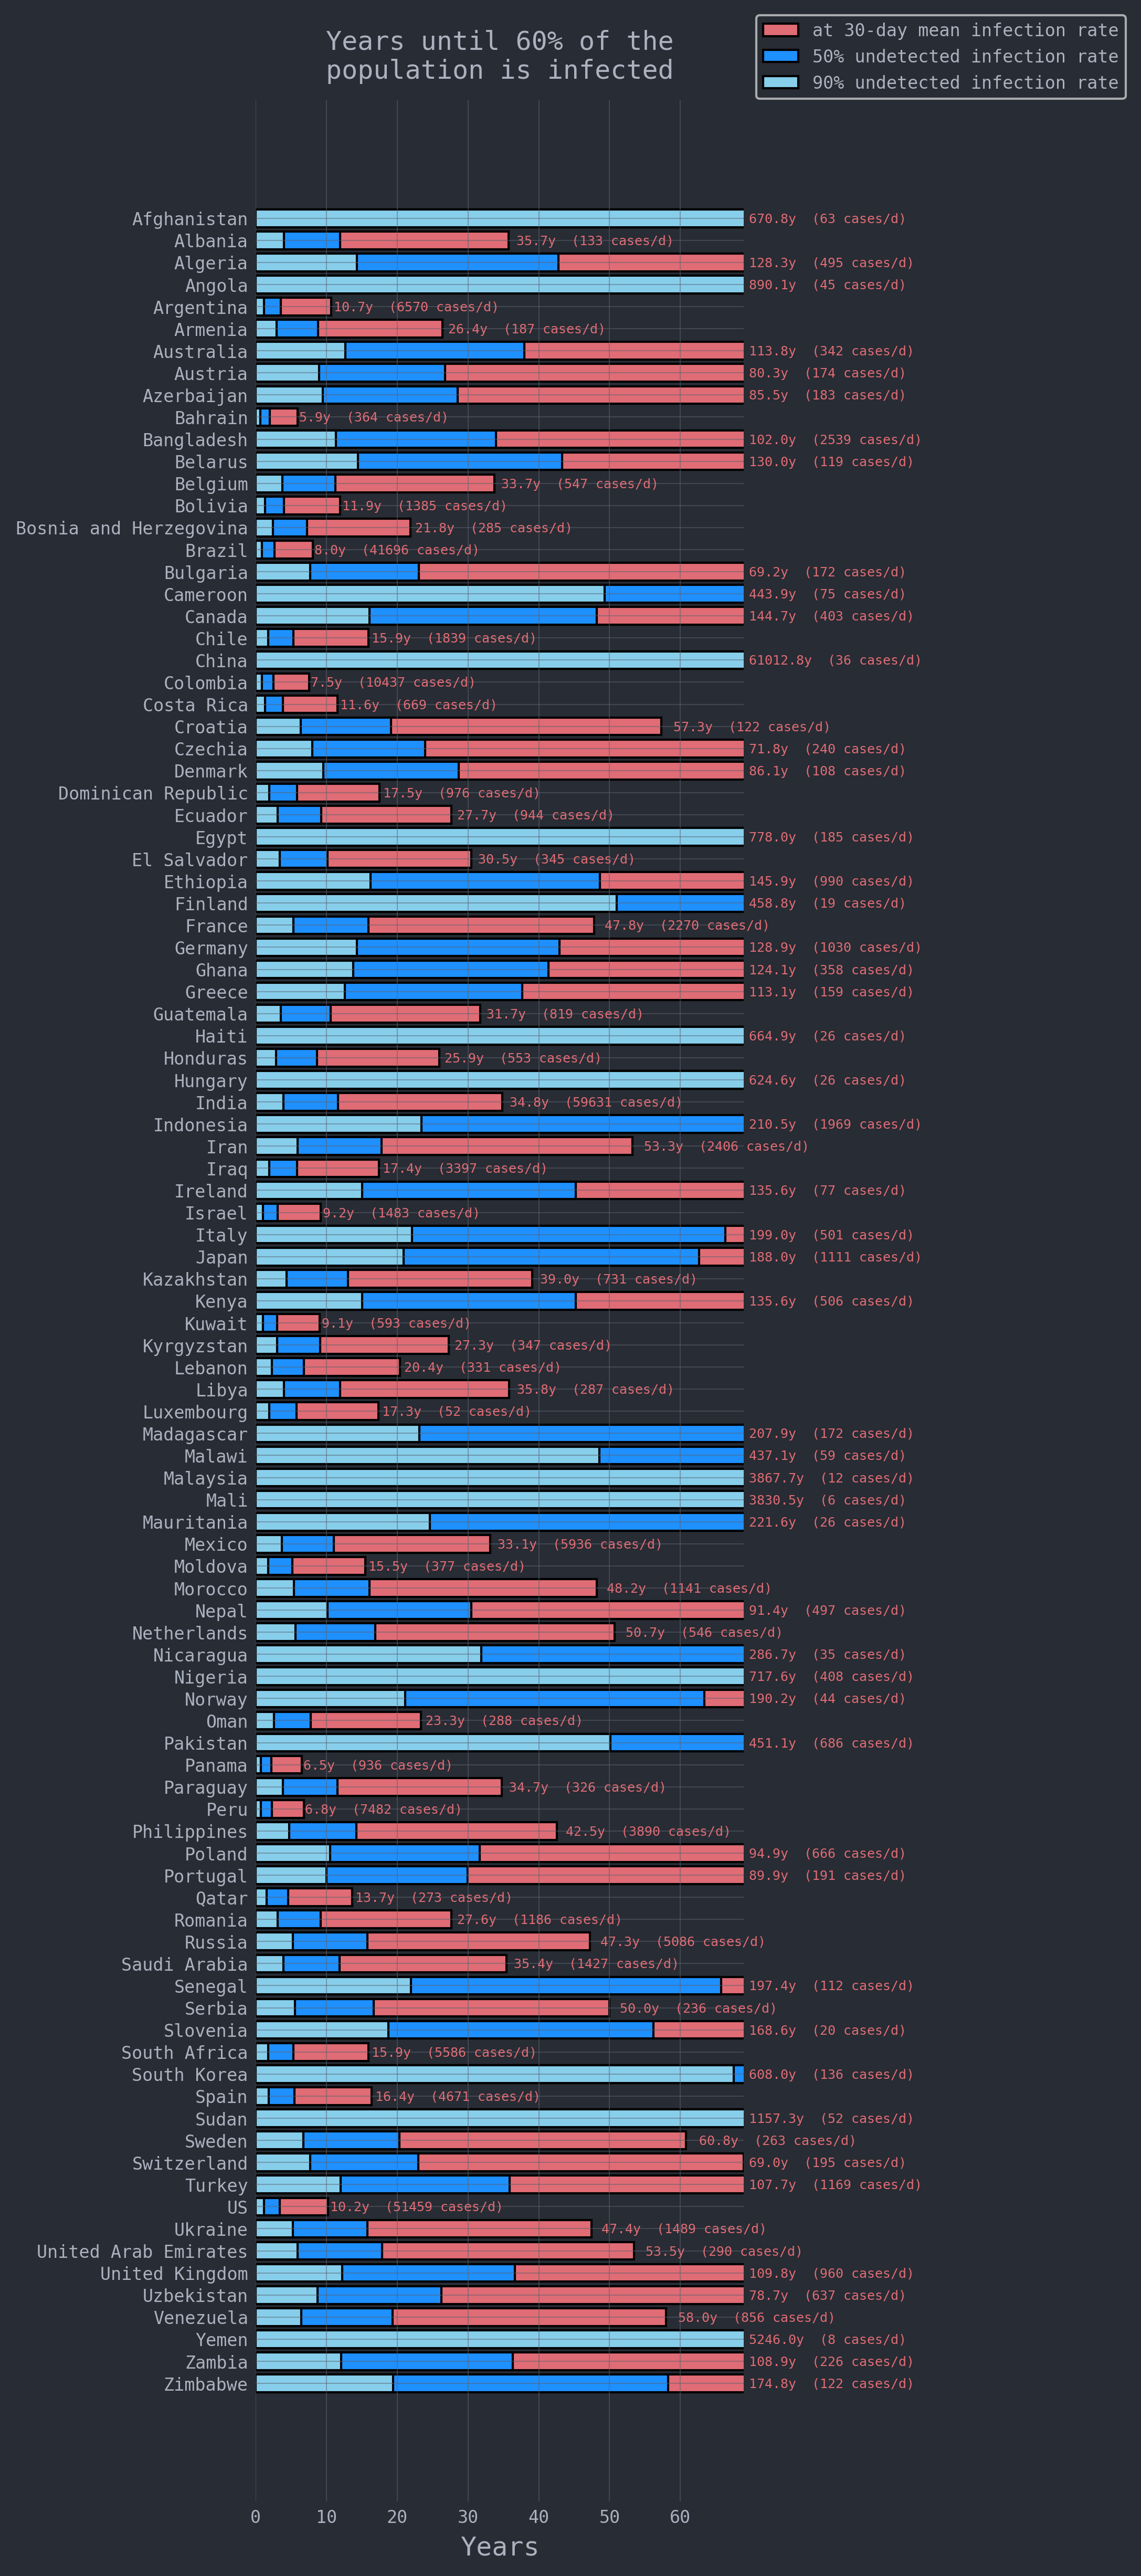 Years until 60% of the
population is infected
at 30-day mean infection rate
50% undetected infection rate
90% undetected infection rate
Afghanistan 670.8y (63 cases/d)
Albania 35.7y (133 cases/d)
Algeria 128.3y (495 cases/d)
Angola 890.1y (45 cases/d)
Argentina 10.7y (6570 cases/d)
Armenia 26.4y (187 cases/d)
Australia 113.8y (342 cases/d)
Austria 80.3y (174 cases/d)
Azerbaijan 85.5y (183 cases/d)
Bahrain 5.9y (364 cases/d)
Bangladesh 102.0y (2539 cases/d)
Belarus 130.0y (119 cases/d)
Belgium 33.7y (547 cases/d)
Bolivia 11.9y (1385 cases/d)
Bosnia and Herzegovina 21.8y (285 cases/d)
Brazil 8.0y (41696 cases/d)
Bulgaria 69.2y (172 cases/d)
Cameroon 443.9y (75 cases/d)
Canada 144.7y (403 cases/d)
Chile 15.9y (1839 cases/d)
China 61012.8y (36 cases/d)
Colombia 7.5y (10437 cases/d)
Costa Rica 11.6y (669 cases/d)
Croatia 57.3y (122 cases/d)
Czechia 71.8y (240 cases/d)
Denmark 86.1y (108 cases/d)
Dominican Republic 17.5y (976 cases/d)
Ecuador 27.7y (944 cases/d)
Egypt 778.0y (185 cases/d)
El Salvador 30.5y (345 cases/d)
Ethiopia 145.9y (990 cases/d)
Finland 458.8y (19 cases/d)
France 47.8y (2270 cases/d)
Germany 128.9y (1030 cases/d)
Ghana 124.1y (358 cases/d)
Greece 113.1y (159 cases/d)
Guatemala 31.7y (819 cases/d)
Haiti 664.9y (26 cases/d)
Honduras 25.9y (553 cases/d)
Hungary 624.6y (26 cases/d)
India 34.8y (59631 cases/d)
Indonesia 210.5y (1969 cases/d)
Iran 53.3y (2406 cases/d)
Iraq 17.4y (3397 cases/d)
Ireland 135.6y (77 cases/d)
Israel 9.2y (1483 cases/d)
Italy 199.0y (501 cases/d)
Japan 188.0y (1111 cases/d)
Kazakhstan 39.0y (731 cases/d)
Kenya 135.6y (506 cases/d)
Kuwait 9.1y (593 cases/d)
Kyrgyzstan 27.3y (347 cases/d)
Lebanon 20.4y (331 cases/d)
Libya 35.8y (287 cases/d)
Luxembourg 17.3y (52 cases/d)
Madagascar 207.9y (172 cases/d)
Malawi 437.1y (59 cases/d)
Malaysia 3867.7y (12 cases/d)
Mali 3830.5y (6 cases/d)
Mauritania 221.6y (26 cases/d)
Mexico 33.1y (5936 cases/d)
Moldova 15.5y (377 cases/d)
Morocco 48.2y (1141 cases/d)
Nepal 91.4y (497 cases/d)
Netherlands 50.7y (546 cases/d)
Nicaragua 286.7y (35 cases/d)
Nigeria 717.6y (408 cases/d)
Norway 190.2y (44 cases/d)
Oman 23.3y (288 cases/d)
Pakistan 451.1y (686 cases/d)
Panama 6.5y (936 cases/d)
Paraguay 34.7y (326 cases/d)
Peru 6.8y (7482 cases/d)
Philippines 42.5y (3890 cases/d)
Poland 94.9y (666 cases/d)
Portugal 89.9y (191 cases/d)
Qatar 13.7y (273 cases/d)
Romania 27.6y (1186 cases/d)
Russia 47.3y (5086 cases/d)
Saudi Arabia 35.4y (1427 cases/d)
Senegal 197.4y (112 cases/d)
Serbia 50.0y (236 cases/d)
Slovenia 168.6y (20 cases/d)
South Africa 15.9y (5586 cases/d)
South Korea 608.0y (136 cases/d)
Spain 16.4y (4671 cases/d)
Sudan 1157.3y (52 cases/d)
Sweden 60.8y (263 cases/d)
Switzerland 69.0y (195 cases/d)
Turkey 107.7y (1169 cases/d)
US 10.2y (51459 cases/d)
Ukraine 47.4y (1489 cases/d)
United Arab Emirates 53.5y (290 cases/d)
United Kingdom 109.8y (960 cases/d)
Uzbekistan 78.7y (637 cases/d)
Venezuela 58.0y (856 cases/d)
Yemen 5246.0y (8 cases/d)
Zambia 108.9y (226 cases/d)
Zimbabwe 174.8y (122 cases/d)
0 10 20 30 40 50 60
Years